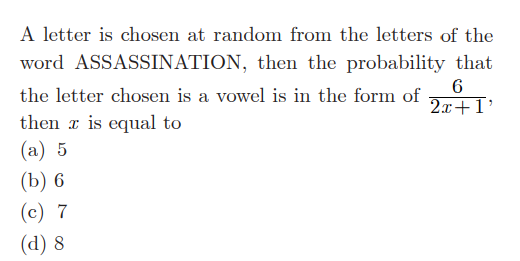 A letter is chosen at random from the letters of the
word ASSASSINATION, then the probability that
the letter chosen is a vowel is in the form of $\frac{6}{2x+1}$,
then $x$ is equal to
(a) 5
(b) 6
(c) 7
(d) 8